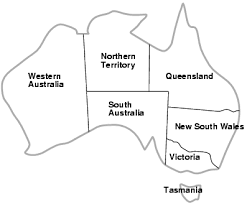 Northern
Territory
Western
Australia
Queensland
South
Australia
New South Wales
Victoria
Tasmania